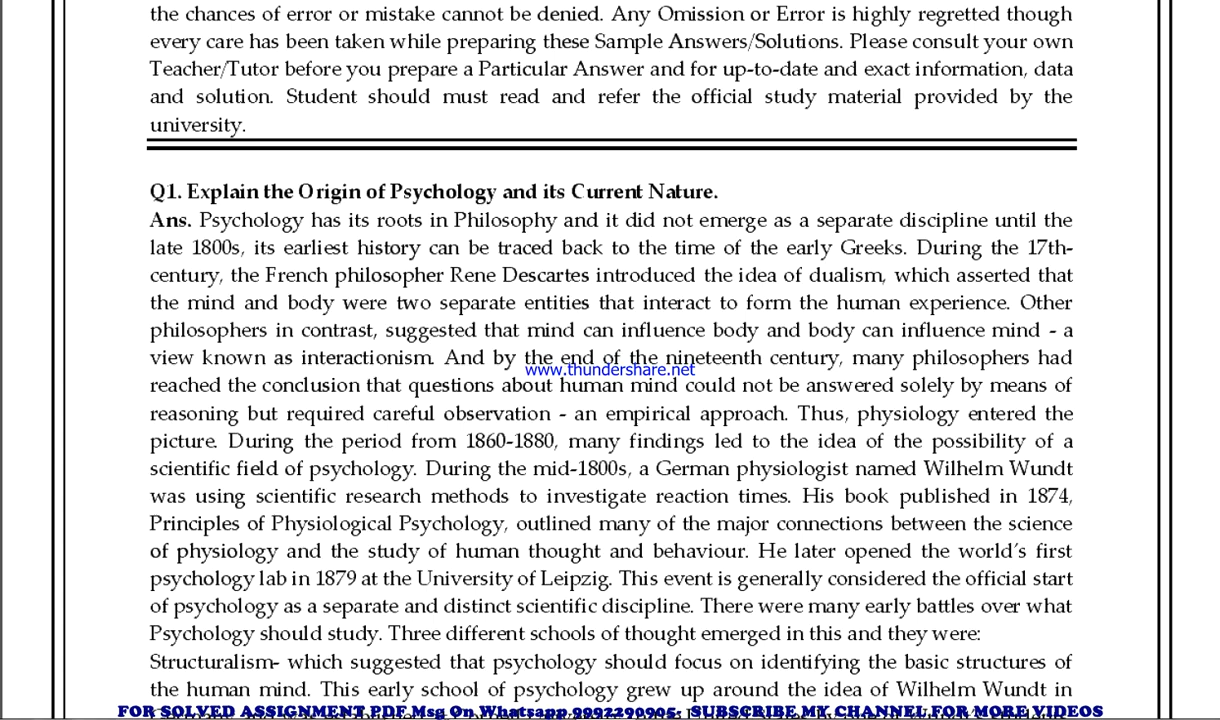 the chances of error or mistake cannot be denied. Any Omission or Error is highly regretted though
every care has been taken while preparing these Sample Answers/Solutions. Please consult your own
Teacher/Tutor before you prepare a Particular Answer and for up-to-date and exact information, data
and solution. Student should must read and refer the official study material provided by the
university.
Q1. Explain the Origin of Psychology and its Current Nature.
Ans. Psychology has its roots in Philosophy and it did not emerge as a separate discipline until the
late 1800s, its earliest history can be traced back to the time of the early Greeks. During the 17th-
century, the French philosopher Rene Descartes introduced the idea of dualism, which asserted that
the mind and body were two separate entities that interact to form the human experience. Other
philosophers in contrast, suggested that mind can influence body and body can influence mind - a
view known as interactionism. And by the end of the nineteenth century, many philosophers had
www.thundershare.net
reached the conclusion that questions about human mind could not be answered solely by means of
reasoning but required careful observation - an empirical approach. Thus, physiology entered the
picture. During the period from 1860-1880, many findings led to the idea of the possibility of a
scientific field of psychology. During the mid-1800s, a German physiologist named Wilhelm Wundt
was using scientific research methods to investigate reaction times. His book published in 1874,
Principles of Physiological Psychology, outlined many of the major connections between the science
of physiology and the study of human thought and behaviour. He later opened the world's first
psychology lab in 1879 at the University of Leipzig. This event is generally considered the official start
of psychology as a separate and distinct scientific discipline. There were many early battles over what
Psychology should study. Three different schools of thought emerged in this and they were:
Structuralism- which suggested that psychology should focus on identifying the basic structures of
the human mind. This early school of psychology grew up around the idea of Wilhelm Wundt in
FOR SOLVED ASSIGNMENT PDF Msg On Whatsapp 9992290905- SUBSCRIBE MY CHANNEL FOR MORE VIDEOS